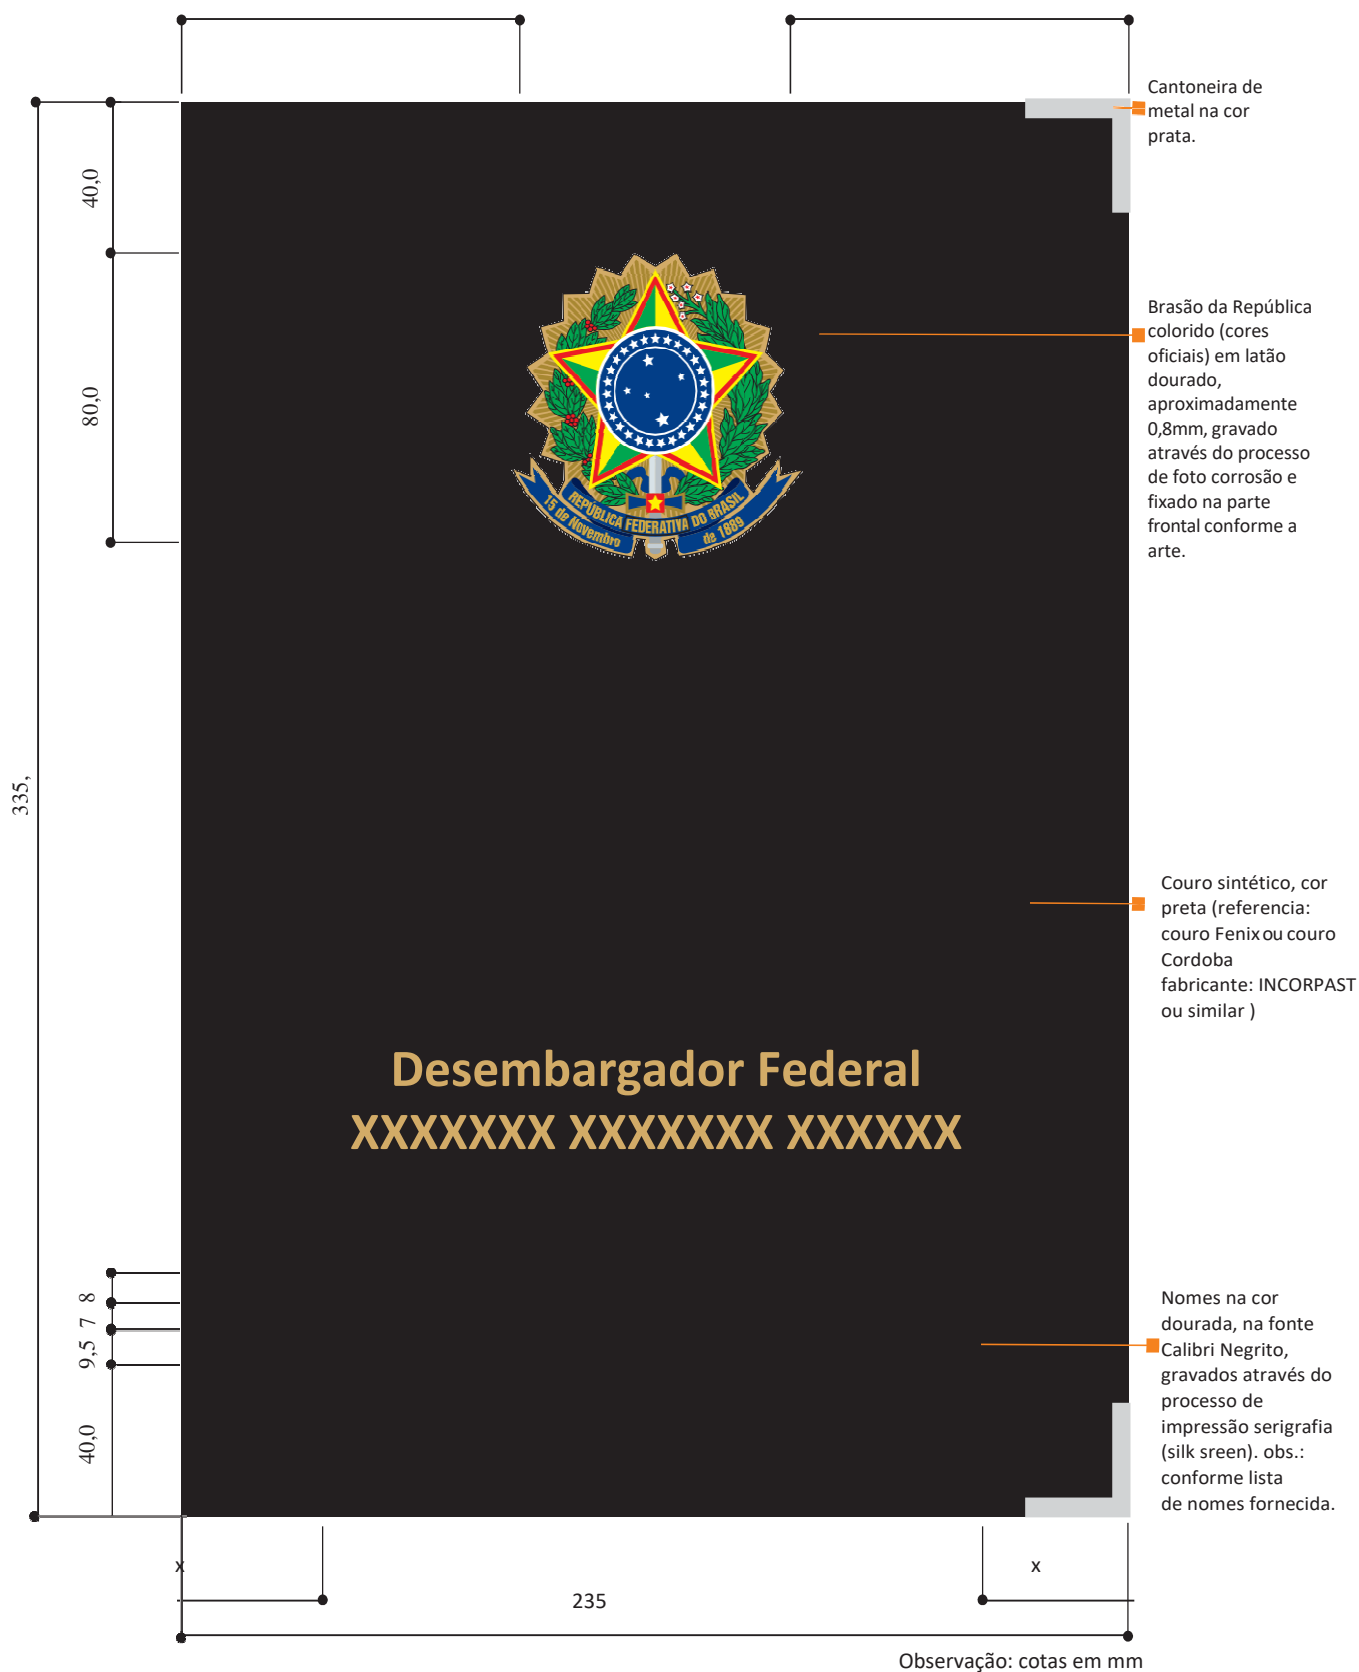 Cantoneira de
metal na cor
prata.
40,0
Brasão da República
colorido (cores
oficiais) em latão
dourado,
aproximadamente
0,8mm, gravado
através do processo
de foto corrosão e
fixado na parte
frontal conforme a
arte.
80,0
REPÚBLICA FEDERATIVA DO BRASIL
15 de Novembro
de 1889
335,
Couro sintético, cor
preta (referencia:
couro Fenix ou couro
Cordoba
fabricante: INCORPAST
ou similar )
Desembargador Federal
XXXXXXX XXXXXXX XXXXXX
8
7
9,5
40,0
Nomes na cor
dourada, na fonte
Calibri Negrito,
gravados através do
processo de
impressão serigrafia
(silk sreen). obs.:
conforme lista
de nomes fornecida.
x
x
235
Observação: cotas em mm